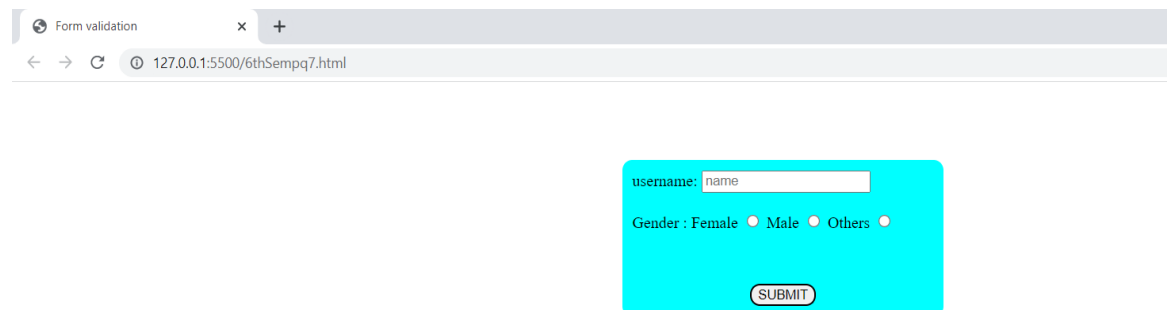 Form validation
127.0.0.1:5500/6thSempq7.html
username: name
Gender : Female Male Others
SUBMIT